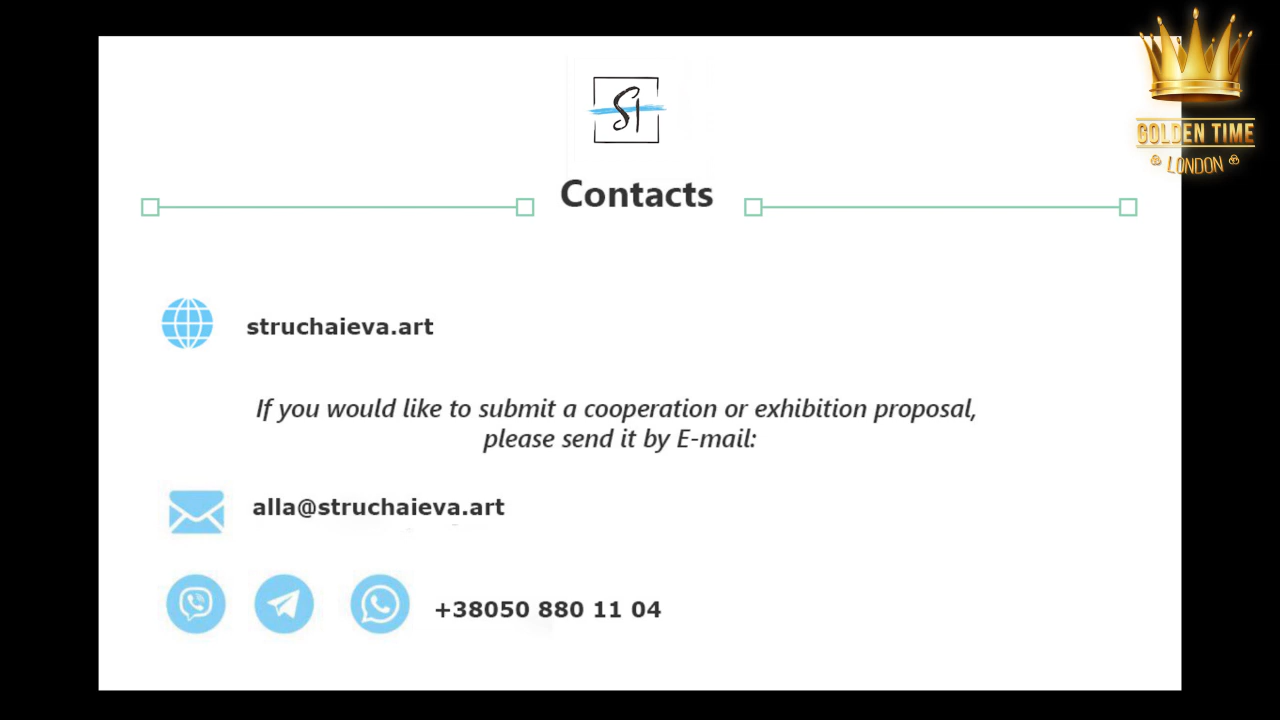 GOLDEN TIME
LONDON
Contacts
struchaieva.art
If you would like to submit a cooperation or exhibition proposal,
please send it by E-mail:
alla@struchaieva.art
+38050 880 11 04